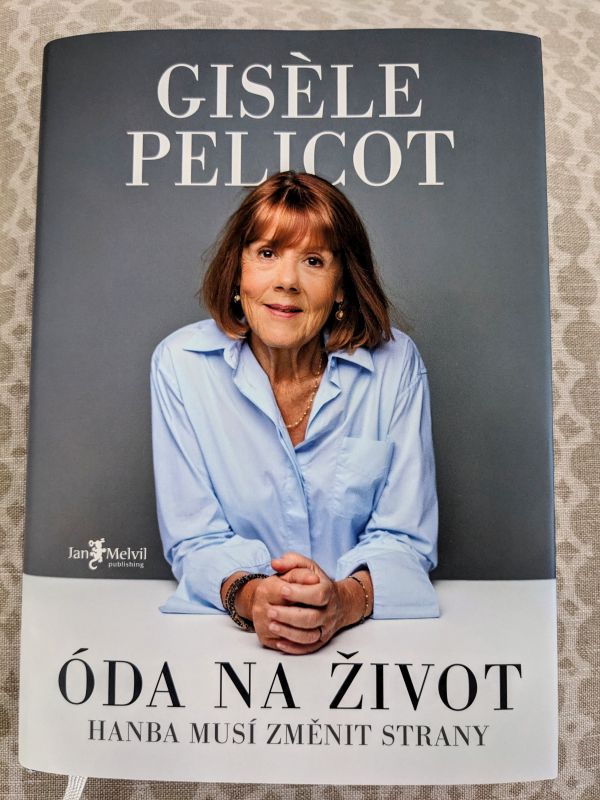 GISÈLE
PELICOT
Jan Melvil
publishing
ÓDA NA ŽIVOT
HANBA MUSÍ ZMĚNIT STRANY